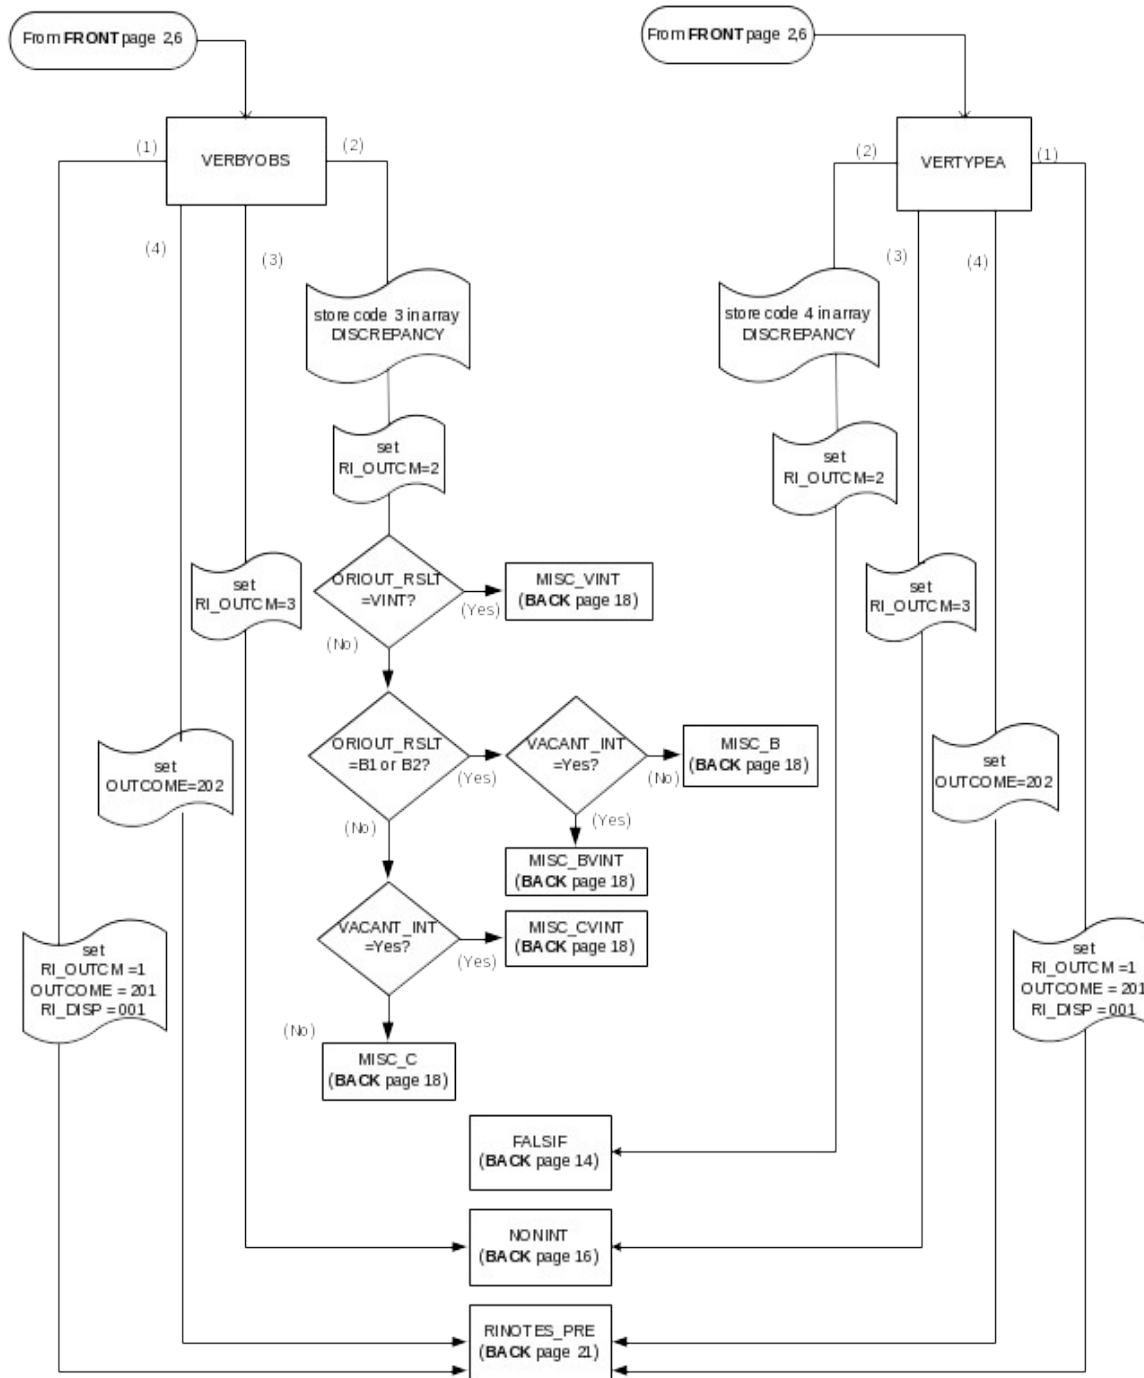 From FRONT page 2,6
From FRONT page 2,6
(1)
VERBYOBS
(2)
(2)
VERTYPEA
(1)
(4)
(3)
(3)
(4)
store code 3 in array
DISCREPANCY
store code 4 in array
DISCREPANCY
set
RI_OUTCM=2
set
RI_OUTCM=2
set
RI_OUTCM=3
ORIOUT_RSLT
=VINT?
(Yes)
MISC_VINT
(BACK page 18)
set
RI_OUTCM=3
(No)
set
OUTCOME=202
ORIOUT_RSLT
=B1 or B2?
(Yes)
VACANT_INT
=Yes?
(No)
MISC_B
(BACK page 18)
set
OUTCOME=202
(No)
(Yes)
MISC_BVINT
(BACK page 18)
VACANT_INT
=Yes?
(Yes)
MISC_CVINT
(BACK page 18)
set
RI_OUTCM =1
OUTCOME = 201
RI_DISP = 001
set
RI_OUTCM =1
OUTCOME = 201
RI_DISP = 001
(No)
MISC_C
(BACK page 18)
FALSIF
(BACK page 14)
NONINT
(BACK page 16)
RINOTES_PRE
(BACK page 21)